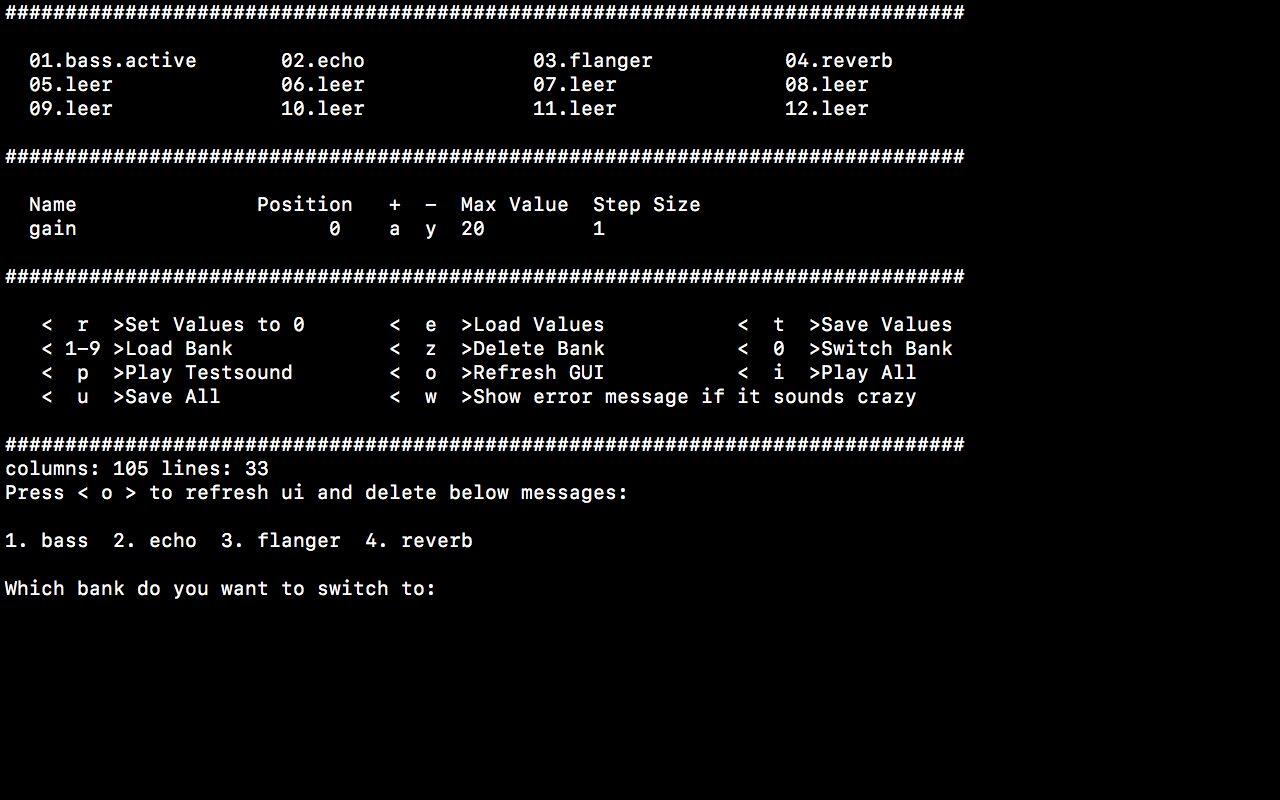 ################################################################################
01.bass.active 02.echo 03.flanger 04.reverb
05.leer 06.leer 07.leer 08.leer
09.leer 10.leer 11.leer 12.leer
################################################################################
Name Position + - Max Value Step Size
gain 0 a y 20 1
################################################################################
< r >Set Values to 0 < e >Load Values < t >Save Values
< 1-9 >Load Bank < z >Delete Bank < 0 >Switch Bank
< p >Play Testsound < o >Refresh GUI < i >Play All
< u >Save All < w >Show error message if it sounds crazy
################################################################################
columns: 105 lines: 33
Press < o > to refresh ui and delete below messages:
1. bass 2. echo 3. flanger 4. reverb
Which bank do you want to switch to: